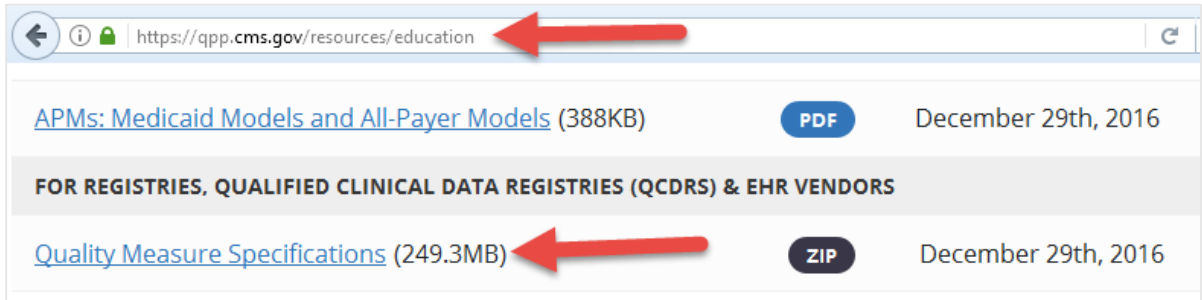 https://qpp.cms.gov/resources/education
APMs: Medicaid Models and All-Payer Models (388KB) PDF December 29th, 2016
FOR REGISTRIES, QUALIFIED CLINICAL DATA REGISTRIES (QCDRS) & EHR VENDORS
Quality Measure Specifications (249.3MB) ZIP December 29th, 2016